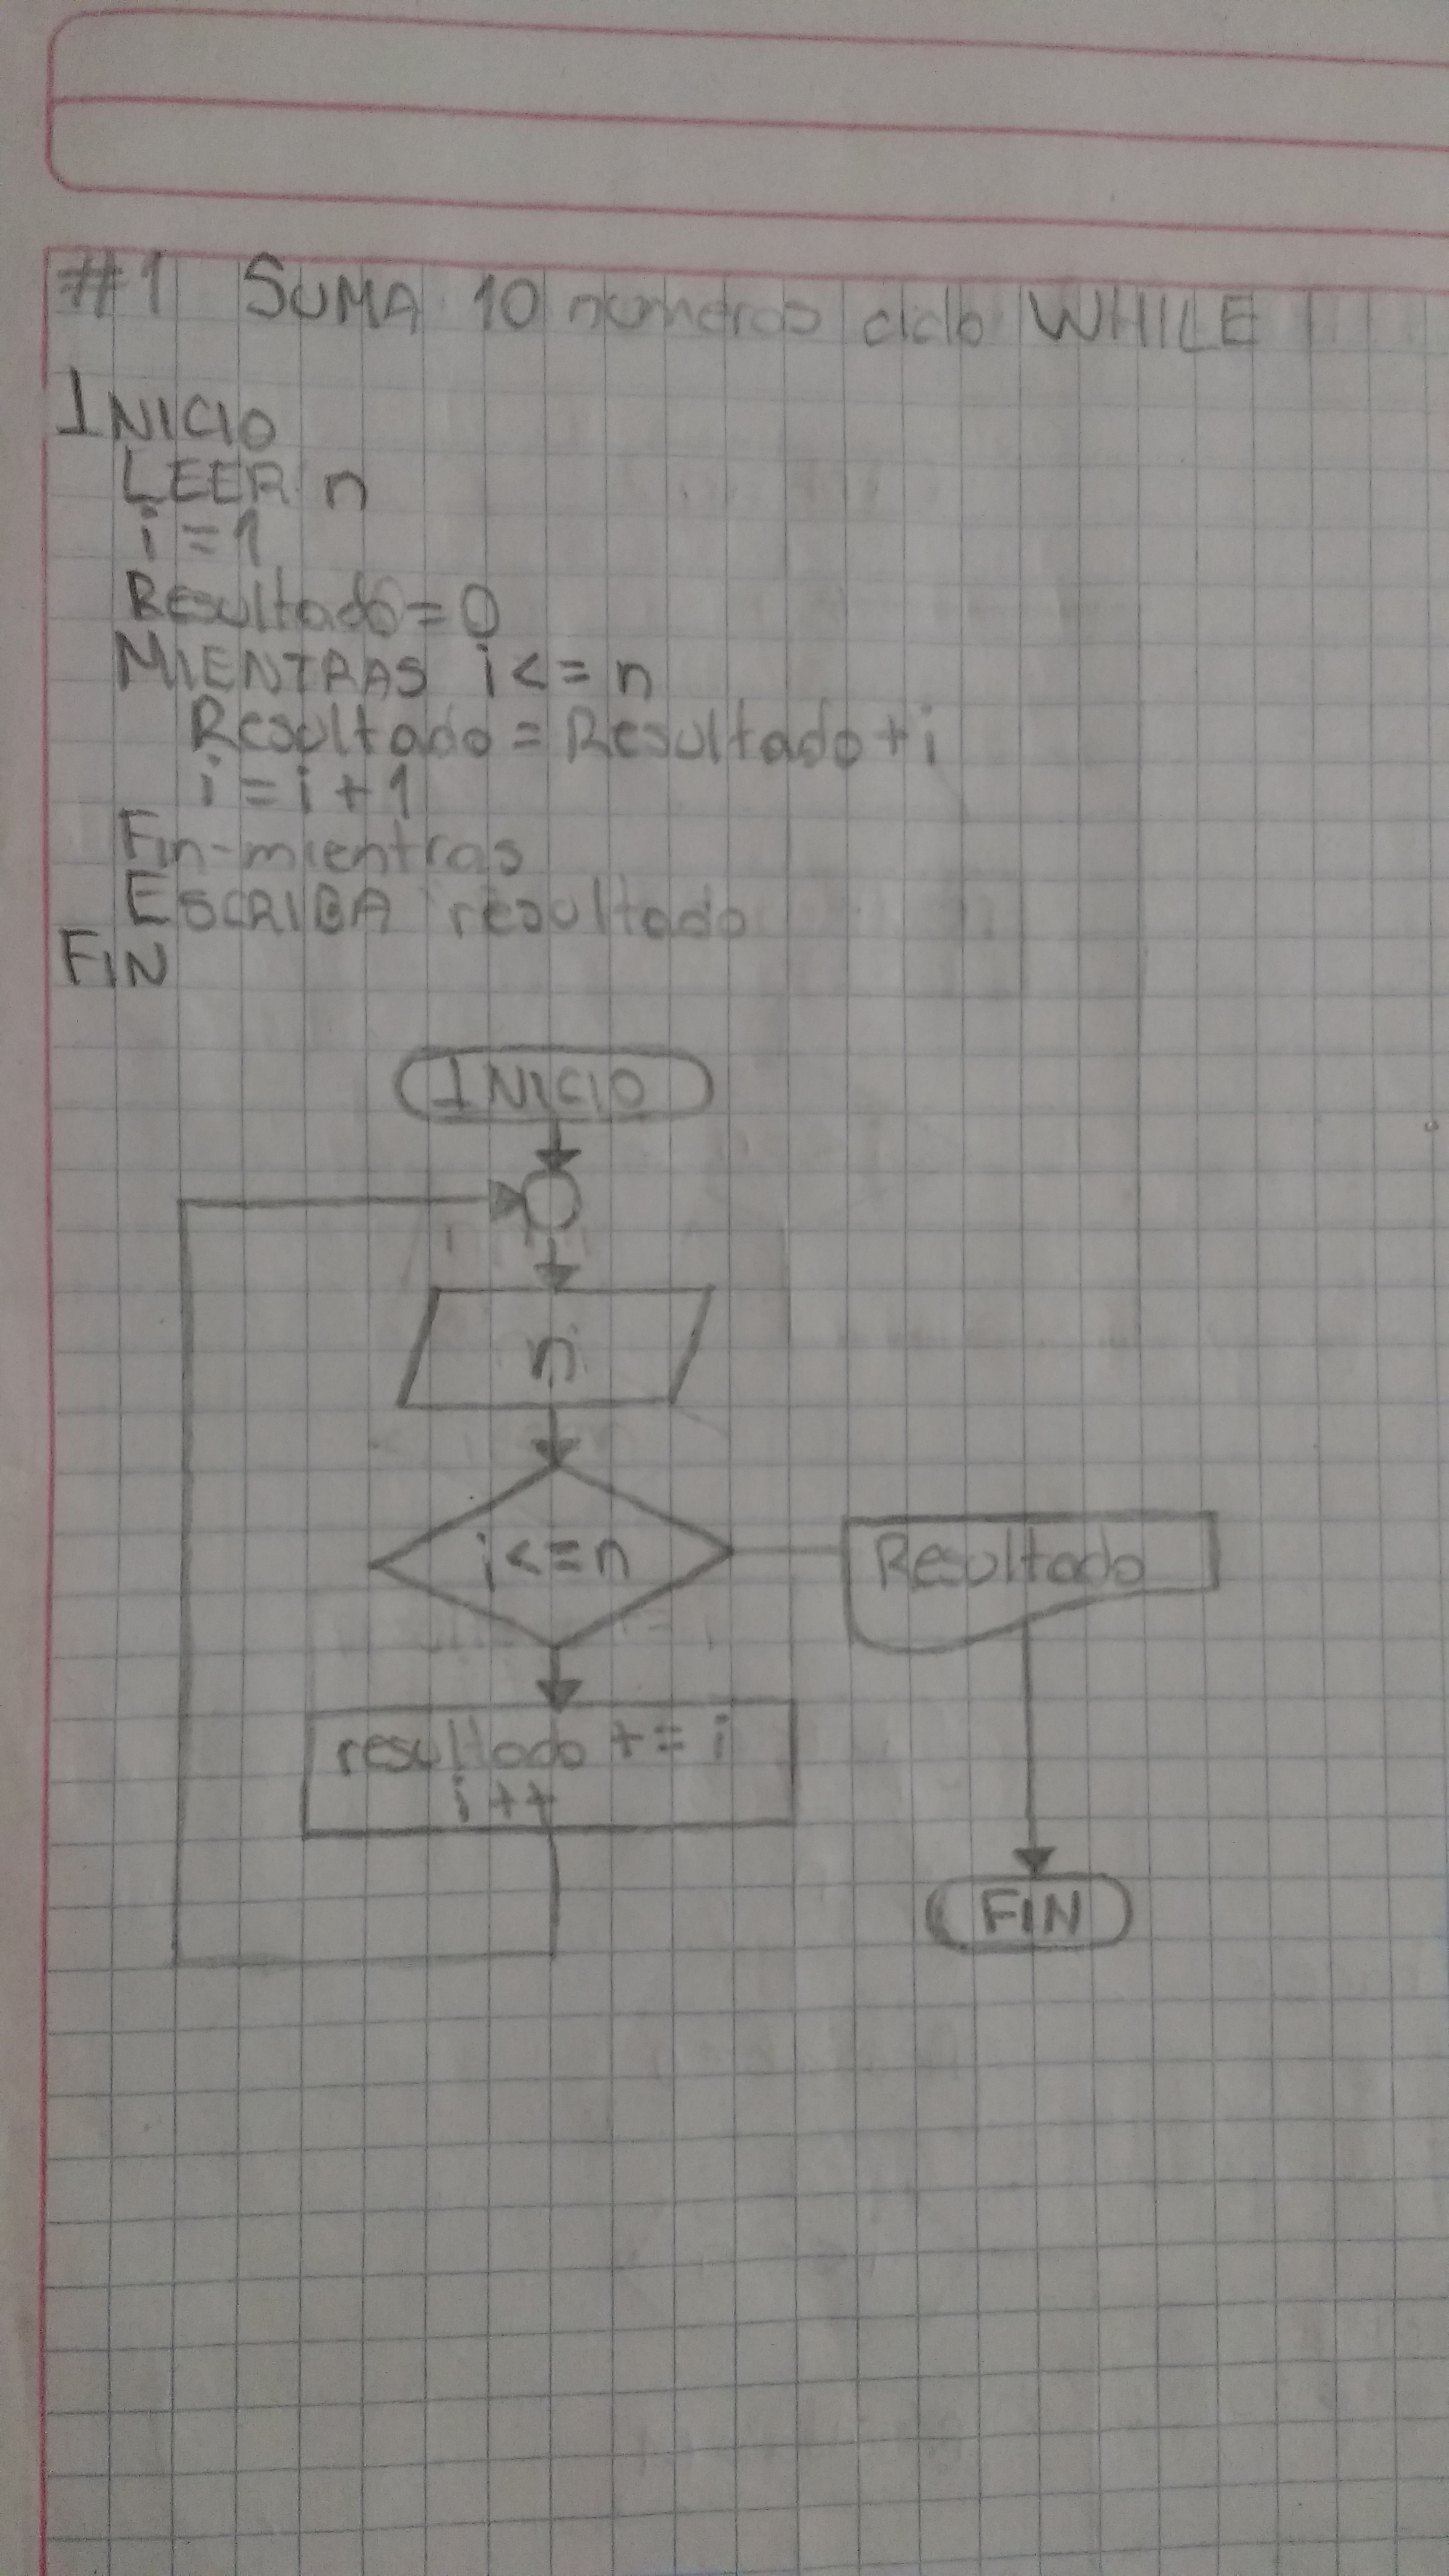 #1 SUMA 10 numeros ciclo WHILE
INICIO
LEER n
i = 1
Resultado = 0
MIENTRAS i <= n
Resultado = Resultado + i
i = i + 1
Fin-mientras
ESCRIBA resultado
FIN
INICIO
n
i <= n
Resultado
resultado += i
i ++
FIN